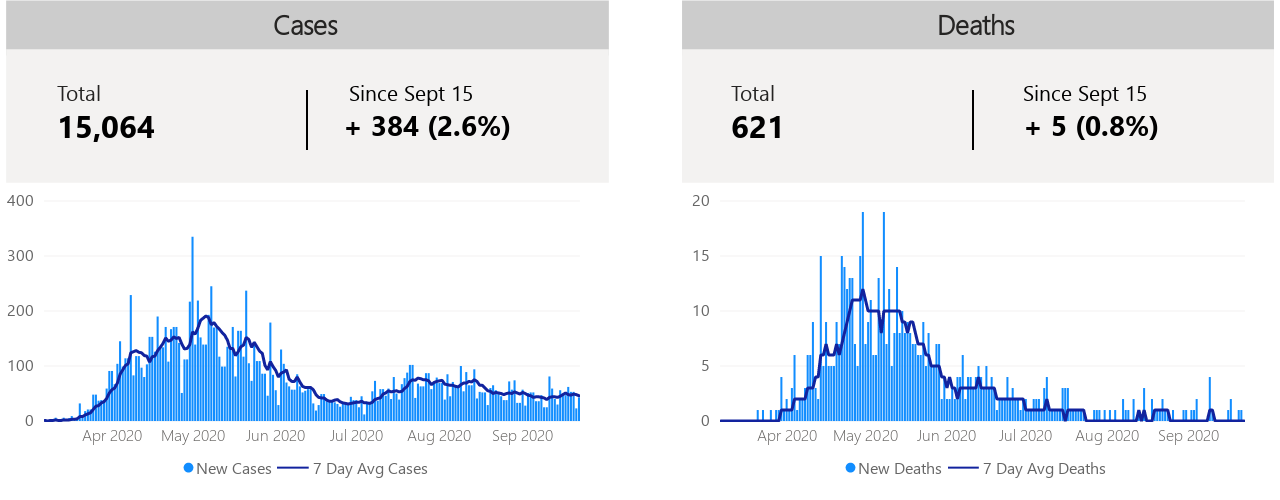 Cases
Total
Since Sept 15
15,064
+ 384 (2.6%)
400
300
200
100
0
Apr 2020 May 2020 Jun 2020 Jul 2020 Aug 2020 Sep 2020
New Cases 7 Day Avg Cases
Deaths
Total
Since Sept 15
621
+ 5 (0.8%)
20
15
10
5
0
Apr 2020 May 2020 Jun 2020 Jul 2020 Aug 2020 Sep 2020
New Deaths 7 Day Avg Deaths